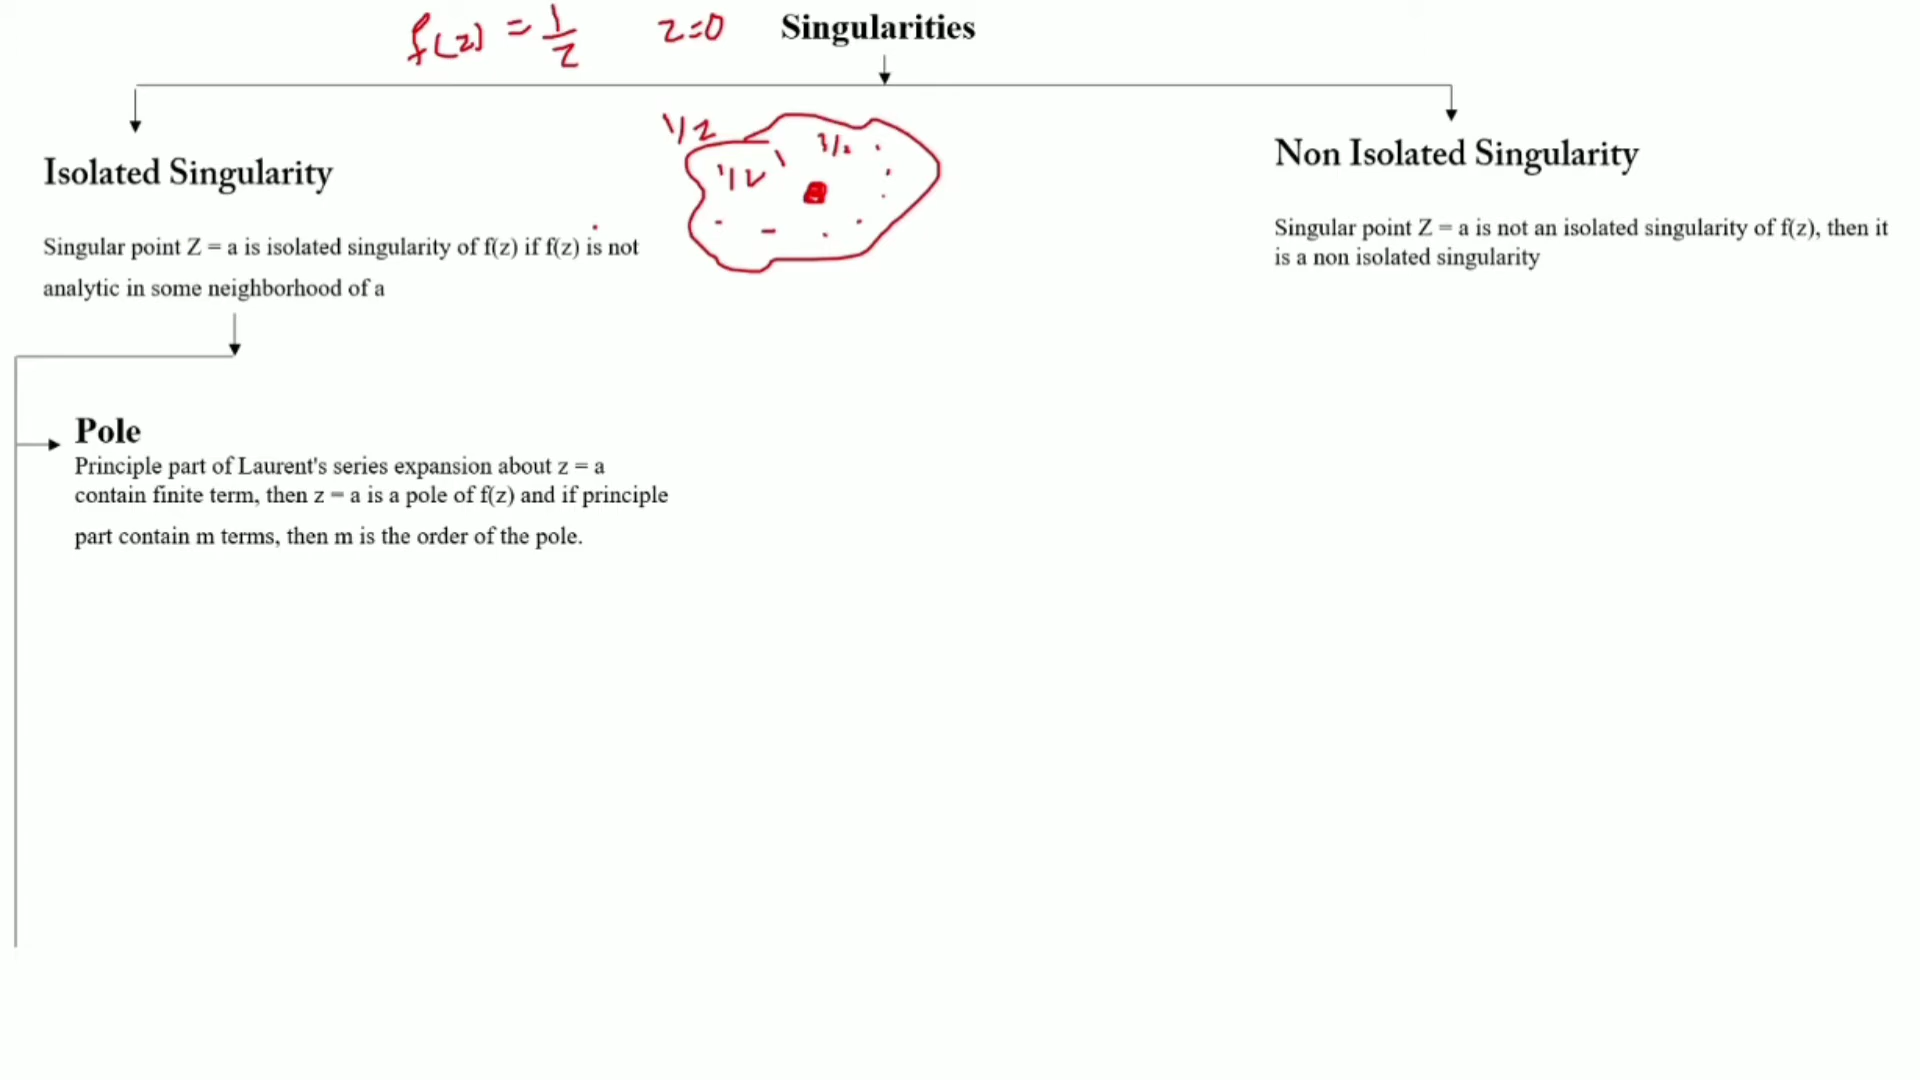 f(z) = 1/z z=0 Singularities
1/z
1/2
Isolated Singularity
Non Isolated Singularity
Singular point Z = a is isolated singularity of f(z) if f(z) is not
analytic in some neighborhood of a
Singular point Z = a is not an isolated singularity of f(z), then it
is a non isolated singularity
Pole
Principle part of Laurent's series expansion about z = a
contain finite term, then z = a is a pole of f(z) and if principle
part contain m terms, then m is the order of the pole.